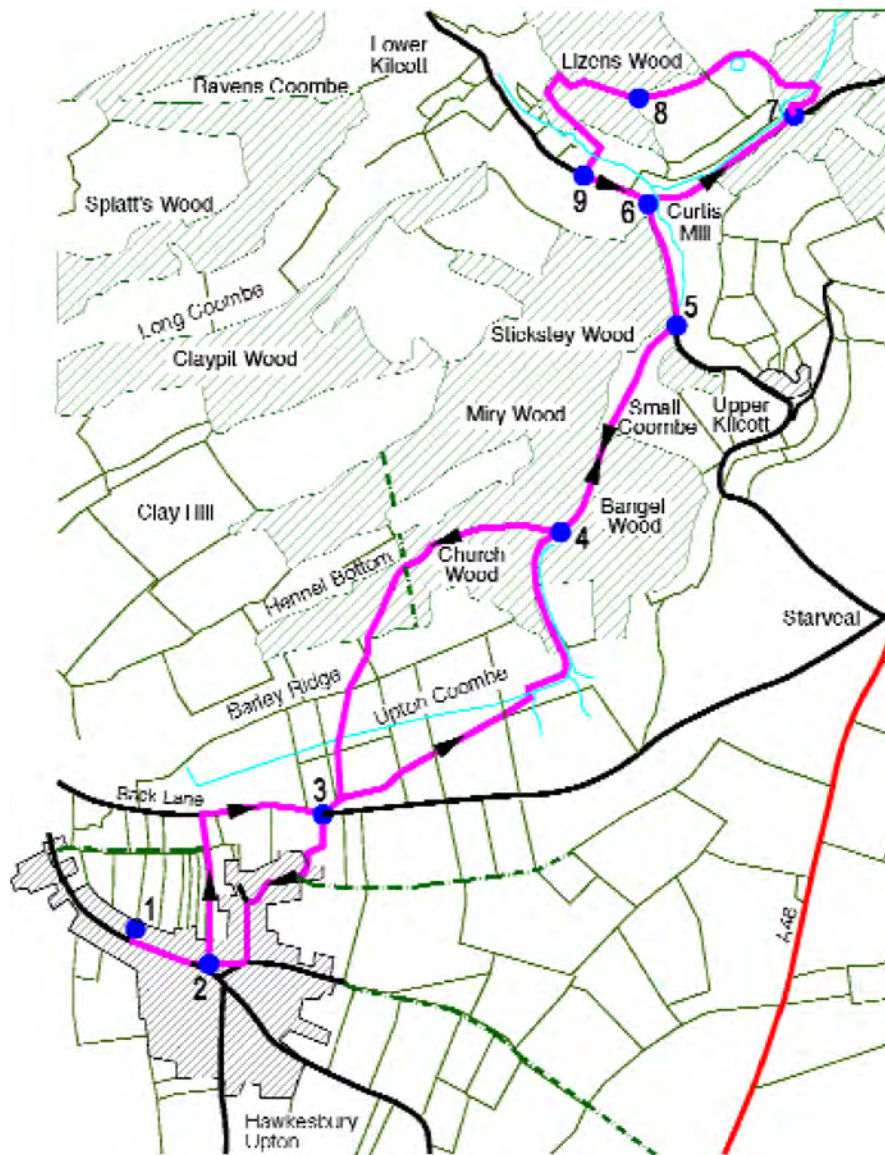 Lower
Kilcott
Lizens Wood
Ravens Coombe
8
7
Splatt's Wood
9
6
Curtis
Mill
Long Coombe
5
Sticksley Wood
Claypit Wood
Small
Coombe
Upper
Kilcott
Miry Wood
Clay Hill
Bangel
Wood
4
Church
Wood
Hennel Bottom
Starveal
Barley Ridge
Upton Coombe
Back Lane
3
1
A46
2
Hawkesbury
Upton